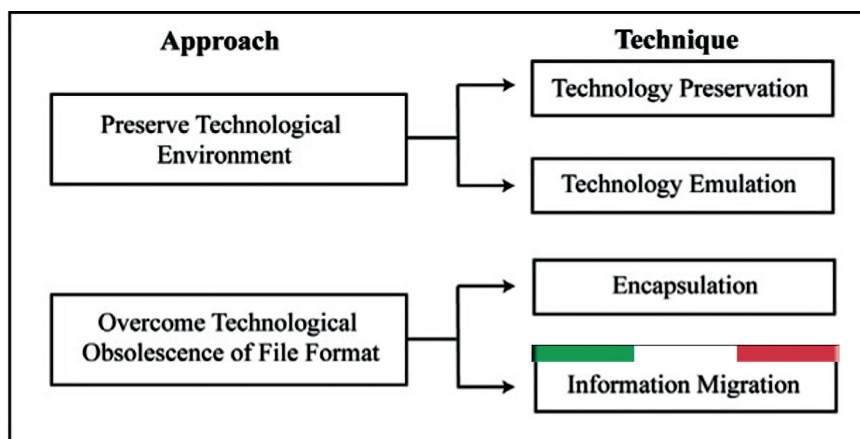 Approach
Technique
Preserve Technological
Environment
Technology Preservation
Technology Emulation
Overcome Technological
Obsolescence of File Format
Encapsulation
Information Migration